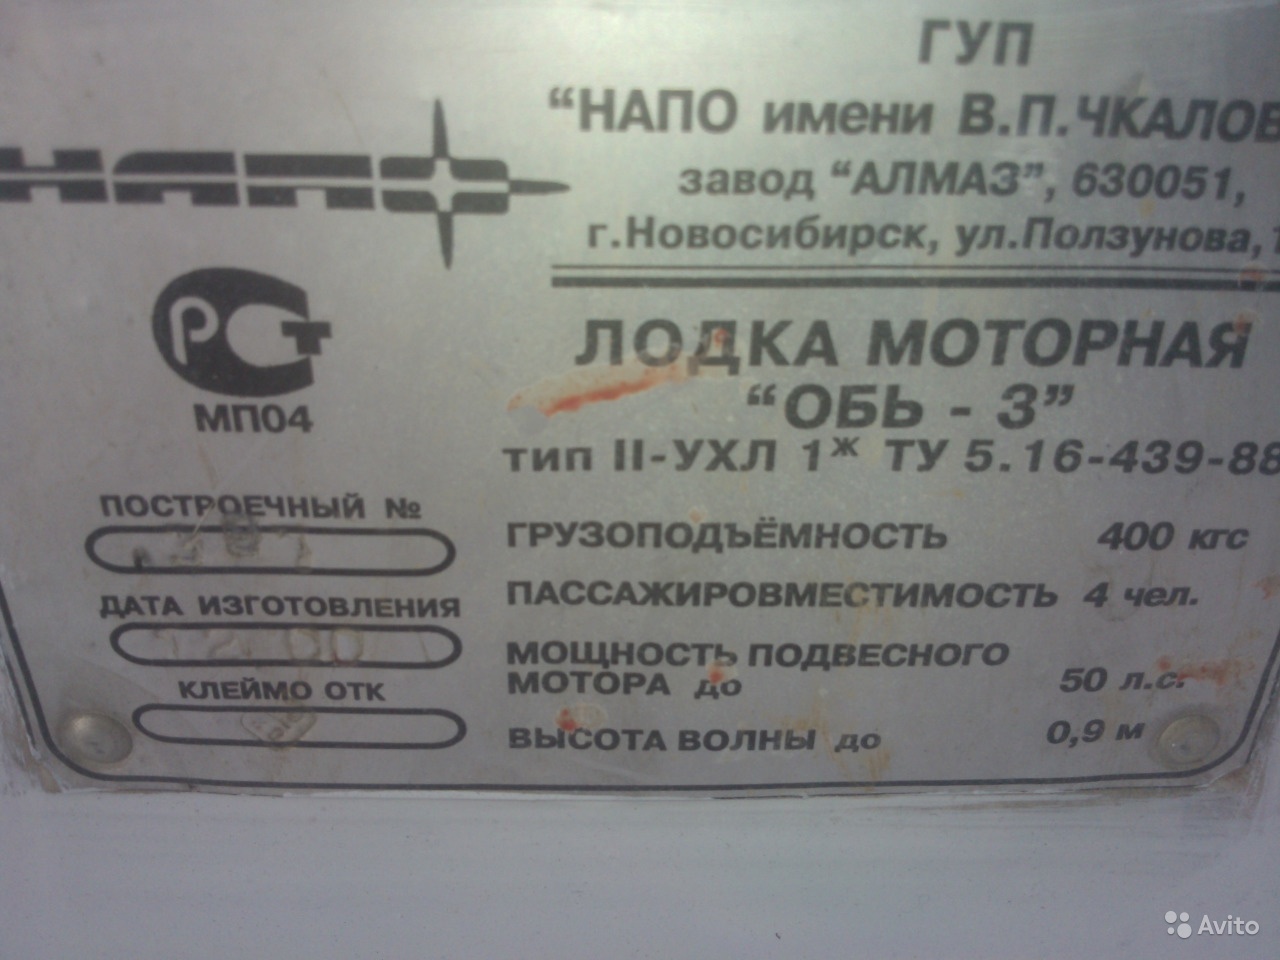 ГУП
"НАПО имени В.П.ЧКАЛОВ
завод "АЛМАЗ", 630051,
г.Новосибирск, ул.Ползунова,
НАПО
РСТ
МП04
ЛОДКА МОТОРНАЯ
"ОБЬ - 3"
тип II-УХЛ 1ж ТУ 5.16-439-88
ПОСТРОЕЧНЫЙ №
ДАТА ИЗГОТОВЛЕНИЯ
12 00
КЛЕЙМО ОТК
ГРУЗОПОДЪЁМНОСТЬ 400 кгс
ПАССАЖИРОВМЕСТИМОСТЬ 4 чел.
МОЩНОСТЬ ПОДВЕСНОГО
МОТОРА до 50 л.с.
ВЫСОТА ВОЛНЫ до 0,9 м
Avito